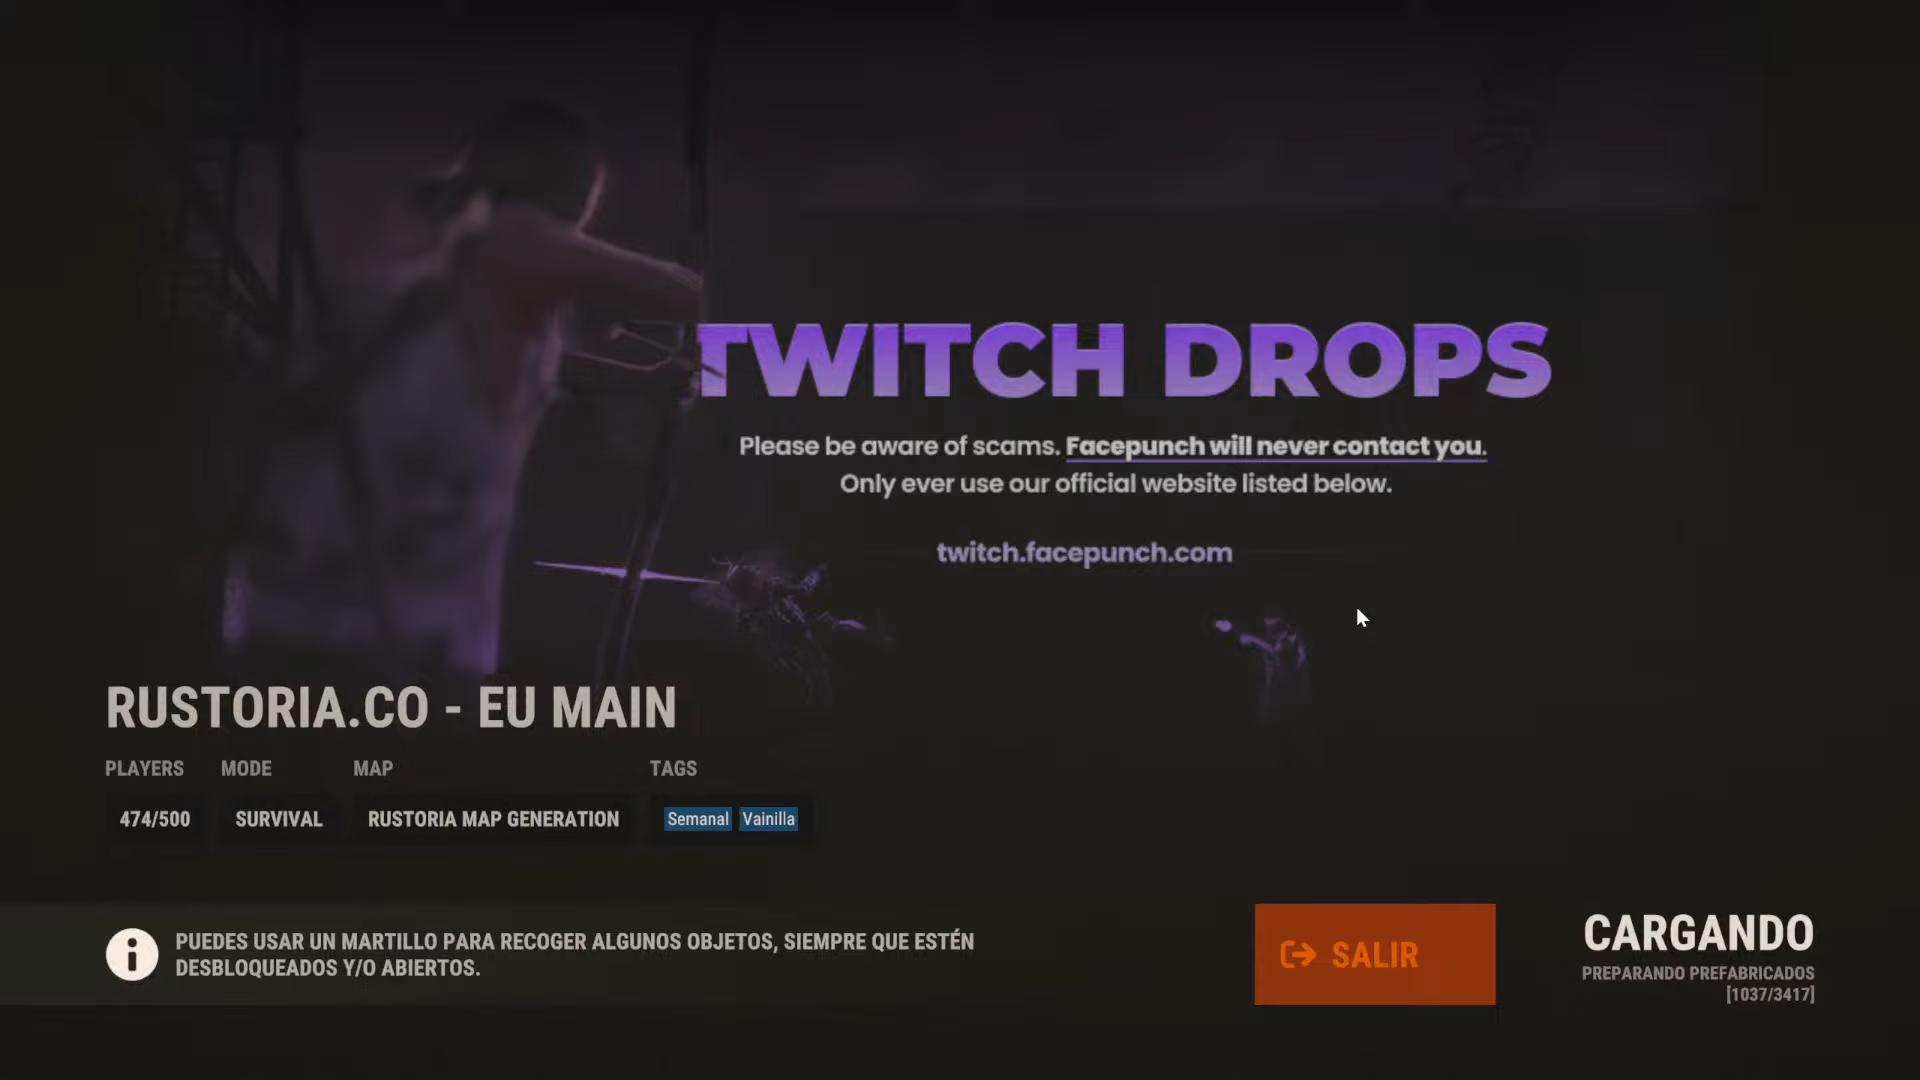 TWITCH DROPS
Please be aware of scams. Facepunch will never contact you.
Only ever use our official website listed below.
twitch.facepunch.com
RUSTORIA.CO - EU MAIN
PLAYERS MODE MAP TAGS
474/500 SURVIVAL RUSTORIA MAP GENERATION Semanal Vainilla
PUEDES USAR UN MARTILLO PARA RECOGER ALGUNOS OBJETOS, SIEMPRE QUE ESTÉN
DESBLOQUEADOS Y/O ABIERTOS.
SALIR
CARGANDO
PREPARANDO PREFABRICADOS
[1037/3417]